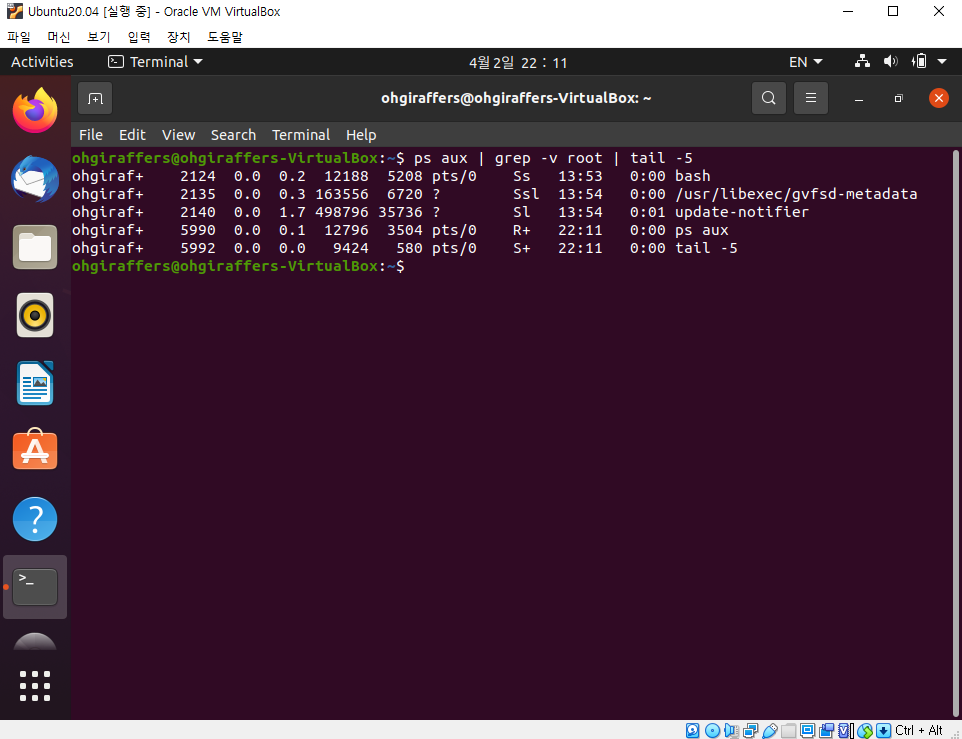 Ubuntu20.04 [실행 중] - Oracle VM VirtualBox
파일 머신 보기 입력 장치 도움말
Activities Terminal 4월 2일 22 : 11 EN
ohgiraffers@ohgiraffers-VirtualBox: ~
File Edit View Search Terminal Help
ohgiraffers@ohgiraffers-VirtualBox:~$ ps aux | grep -v root | tail -5
ohgiraf+ 2124 0.0 0.2 12188 5208 pts/0 Ss 13:53 0:00 bash
ohgiraf+ 2135 0.0 0.3 163556 6720 ? Ssl 13:54 0:00 /usr/libexec/gvfsd-metadata
ohgiraf+ 2140 0.0 1.7 498796 35736 ? Sl 13:54 0:01 update-notifier
ohgiraf+ 5990 0.0 0.1 12796 3504 pts/0 R+ 22:11 0:00 ps aux
ohgiraf+ 5992 0.0 0.0 9424 580 pts/0 S+ 22:11 0:00 tail -5
ohgiraffers@ohgiraffers-VirtualBox:~$
Ctrl + Alt